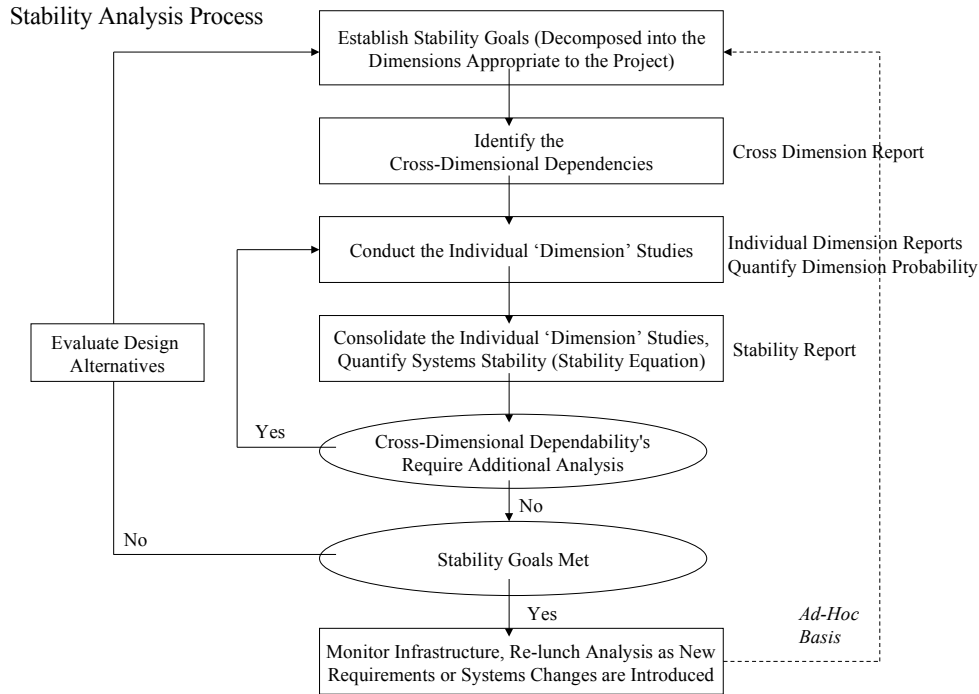 Stability Analysis Process
Establish Stability Goals (Decomposed into the
Dimensions Appropriate to the Project)
Identify the
Cross-Dimensional Dependencies
Cross Dimension Report
Conduct the Individual ‘Dimension’ Studies
Individual Dimension Reports
Quantify Dimension Probability
Consolidate the Individual ‘Dimension’ Studies,
Quantify Systems Stability (Stability Equation)
Stability Report
Evaluate Design
Alternatives
Yes
Cross-Dimensional Dependability's
Require Additional Analysis
No
No
Stability Goals Met
Yes
Ad-Hoc
Basis
Monitor Infrastructure, Re-lunch Analysis as New
Requirements or Systems Changes are Introduced